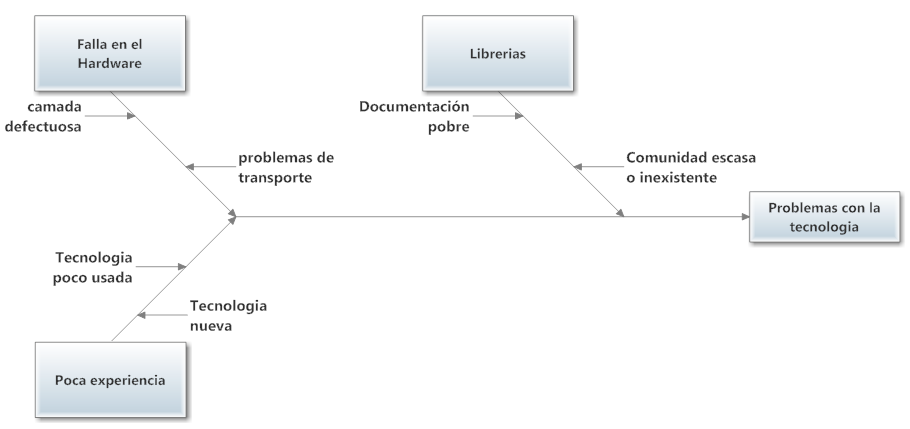 Falla en el
Hardware
Librerias
camada
defectuosa
Documentación
pobre
problemas de
transporte
Comunidad escasa
o inexistente
Problemas con la
tecnologia
Tecnologia
poco usada
Tecnologia
nueva
Poca experiencia